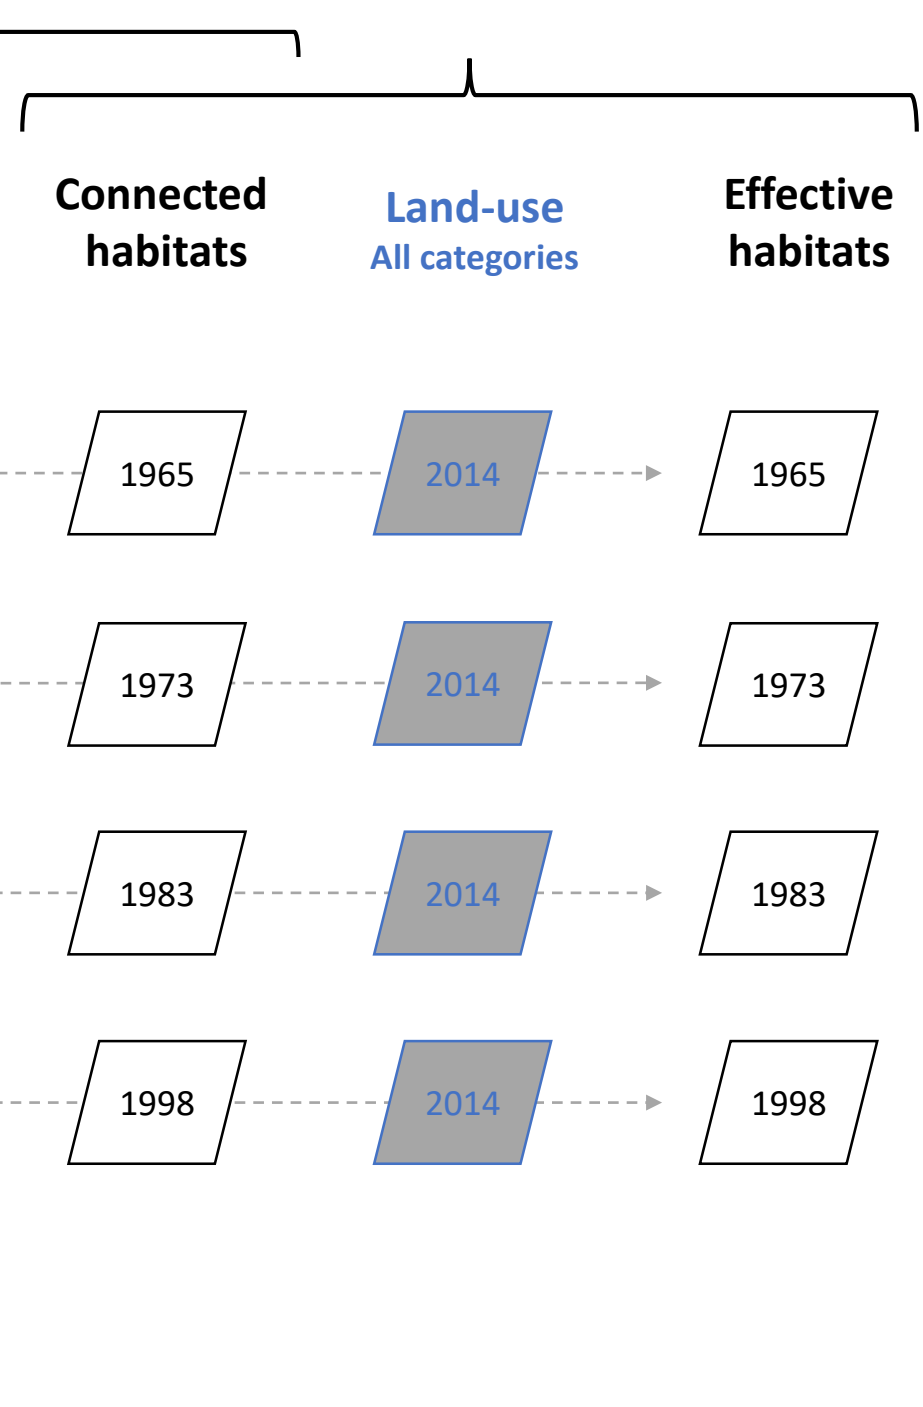 Connected
habitats
Land-use
All categories
Effective
habitats
1965
2014
1965
1973
2014
1973
1983
2014
1983
1998
2014
1998